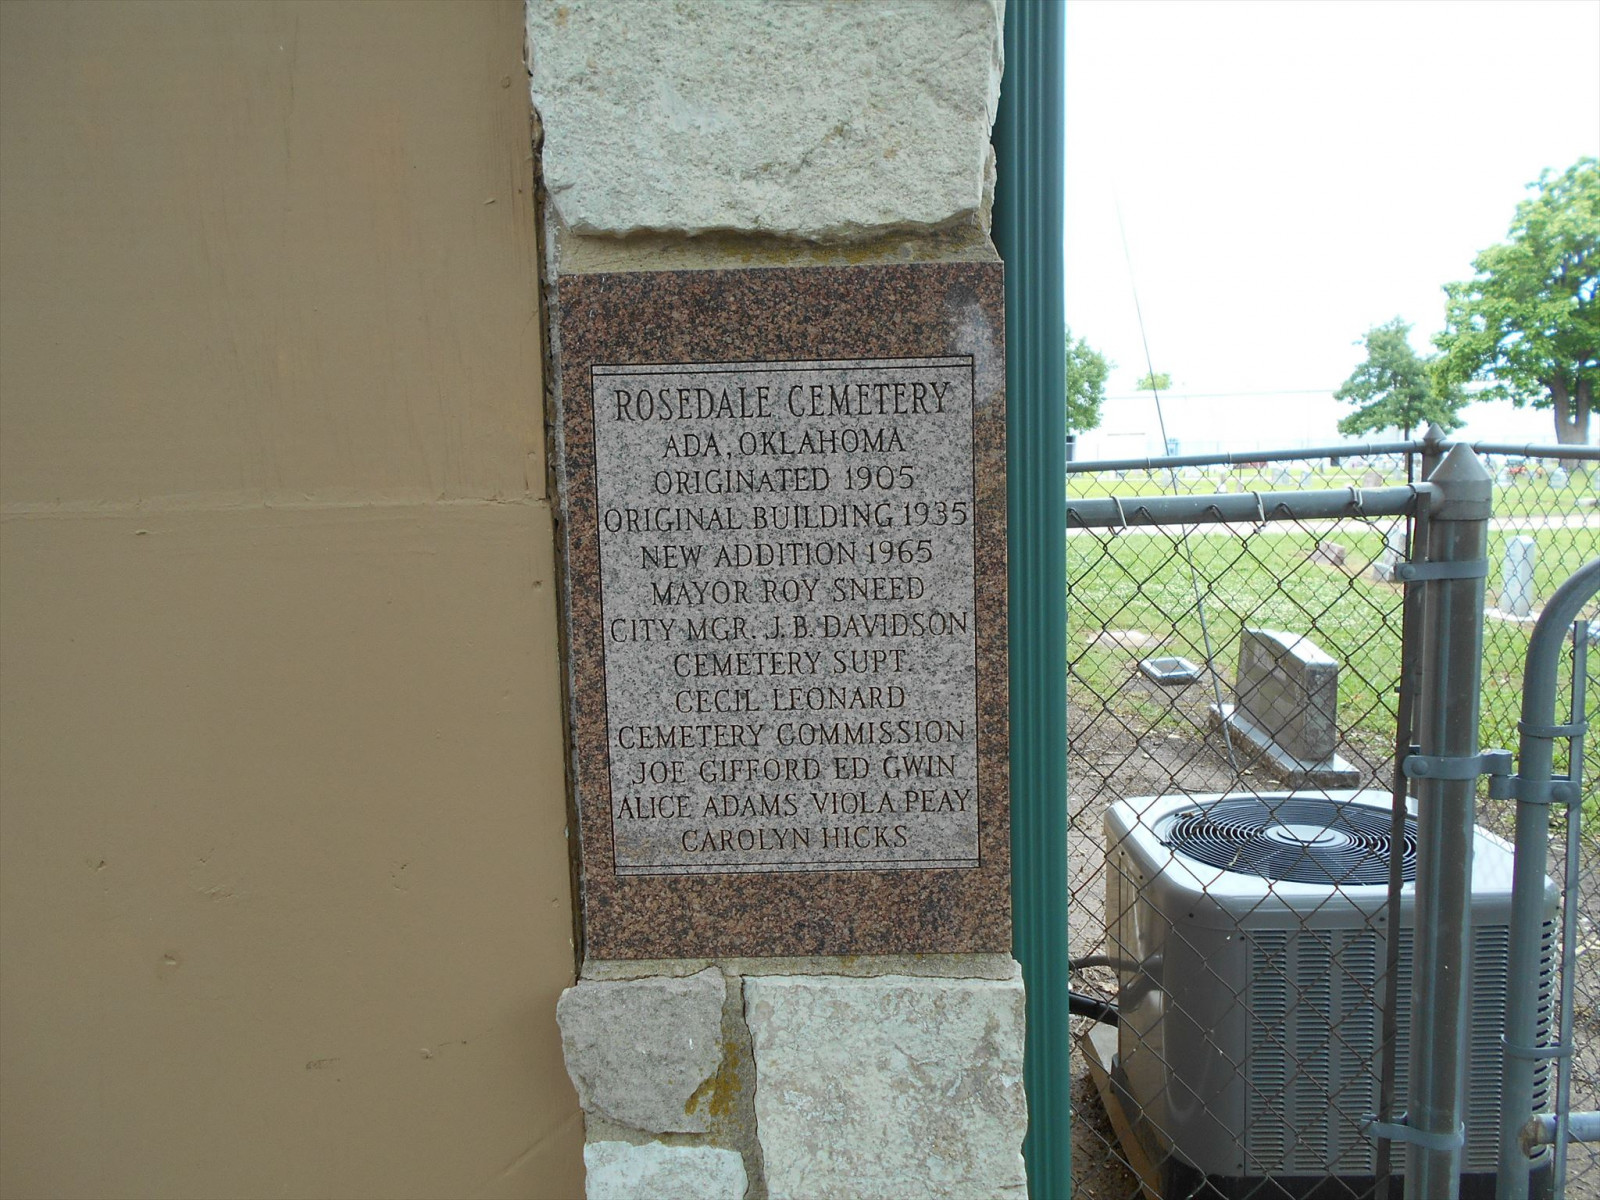 ROSEDALE CEMETERY
ADA, OKLAHOMA
ORIGINATED 1905
ORIGINAL BUILDING 1935
NEW ADDITION 1965
MAYOR ROY SNEED
CITY MGR. J.B. DAVIDSON
CEMETERY SUPT.
CECIL LEONARD
CEMETERY COMMISSION
JOE GIFFORD ED GWIN
ALICE ADAMS VIOLA PEAY
CAROLYN HICKS